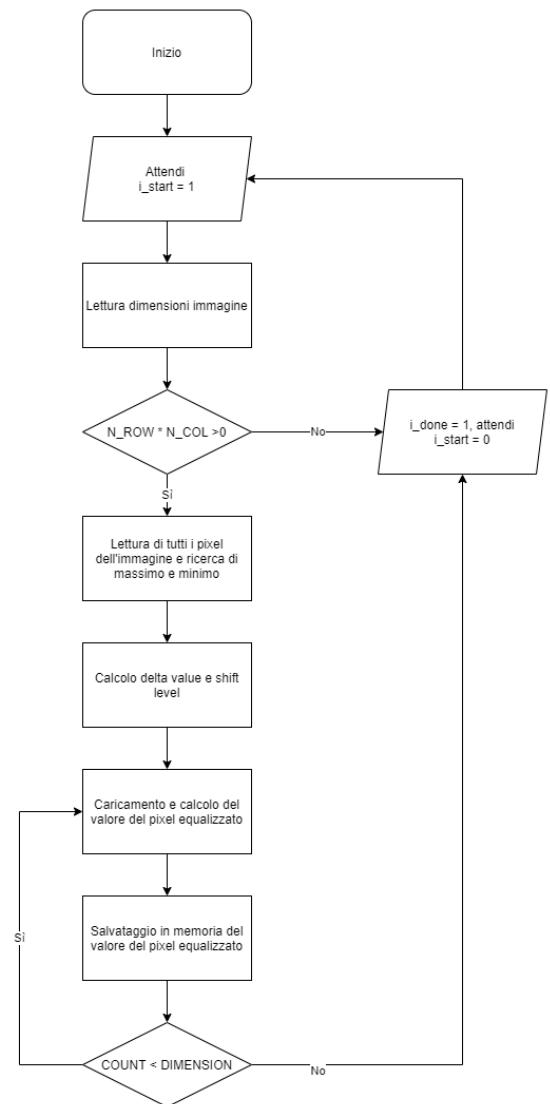 Inizio
Attendi
i_start = 1
Lettura dimensioni immagine
N_ROW * N_COL >0
No
i_done = 1, attendi
i_start = 0
Sì
Lettura di tutti i pixel
dell'immagine e ricerca di
massimo e minimo
Calcolo delta value e shift
level
Caricamento e calcolo del
valore del pixel equalizzato
Salvataggio in memoria del
valore del pixel equalizzato
Sì
COUNT < DIMENSION
No